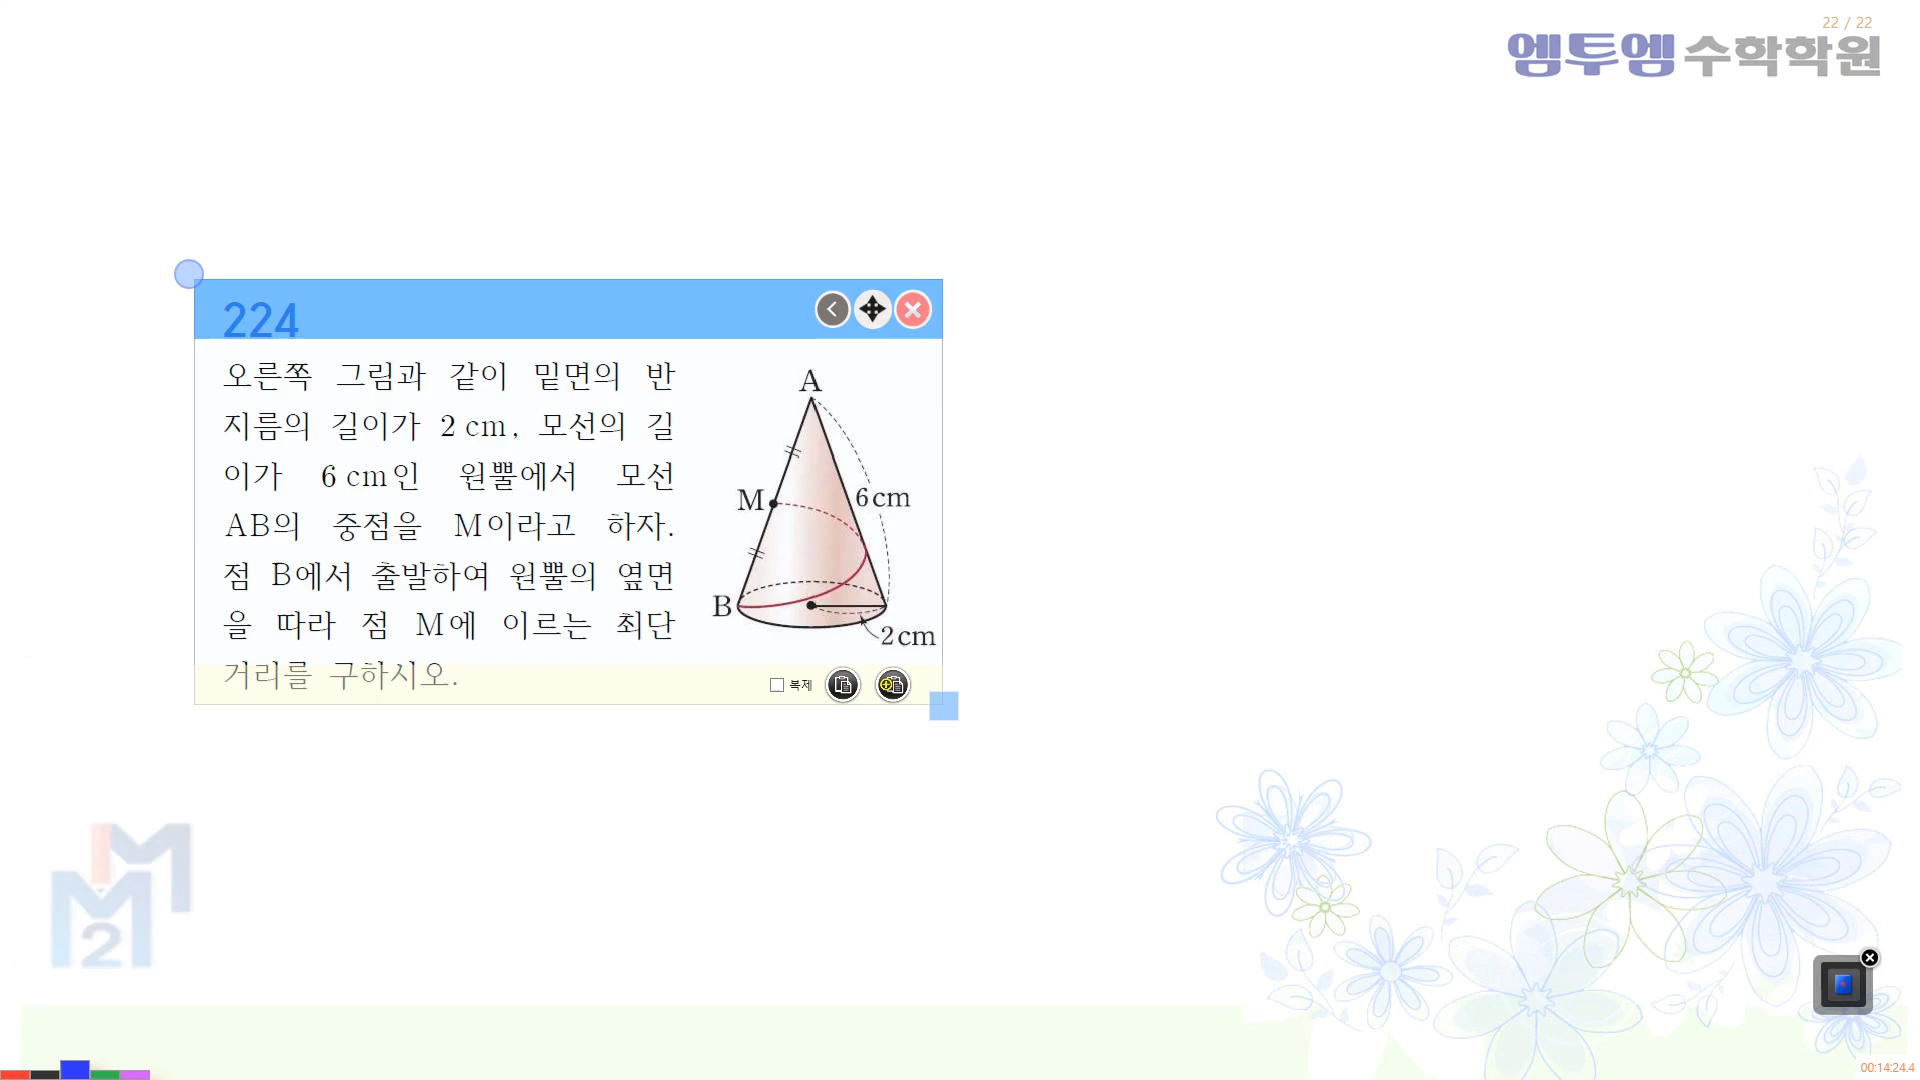 22 / 22
엠투엠 수학학원
224
오른쪽 그림과 같이 밑면의 반
지름의 길이가 2 cm, 모선의 길
이가 6 cm인 원뿔에서 모선
AB의 중점을 M이라고 하자.
점 B에서 출발하여 원뿔의 옆면
을 따라 점 M에 이르는 최단
거리를 구하시오.
A
M
6 cm
B
2 cm
복제
M
M
2
00:14:24.4